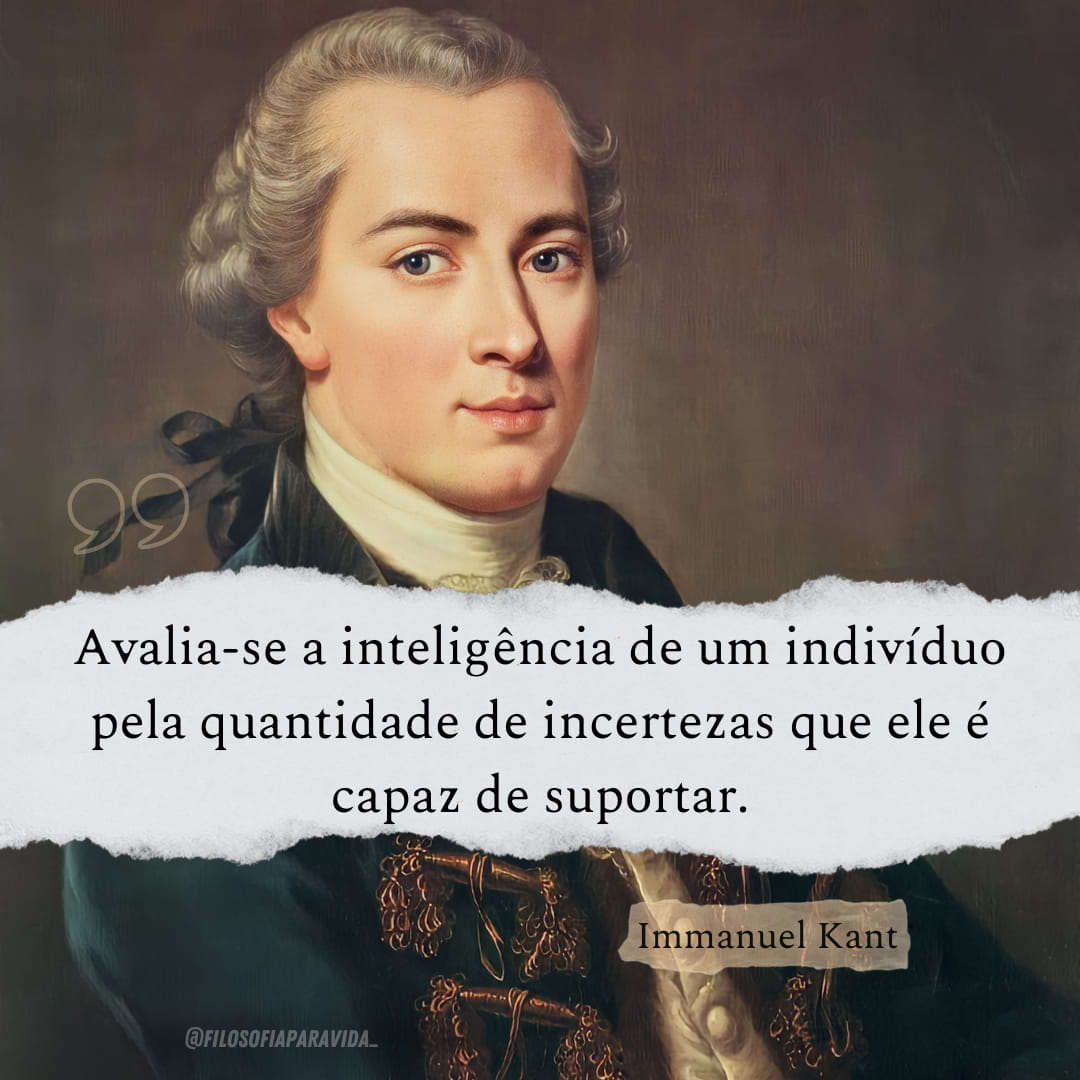 Avalia-se a inteligência de um indivíduo
pela quantidade de incertezas que ele é
capaz de suportar.
Immanuel Kant
@FILOSOFIAPARAVIDA_